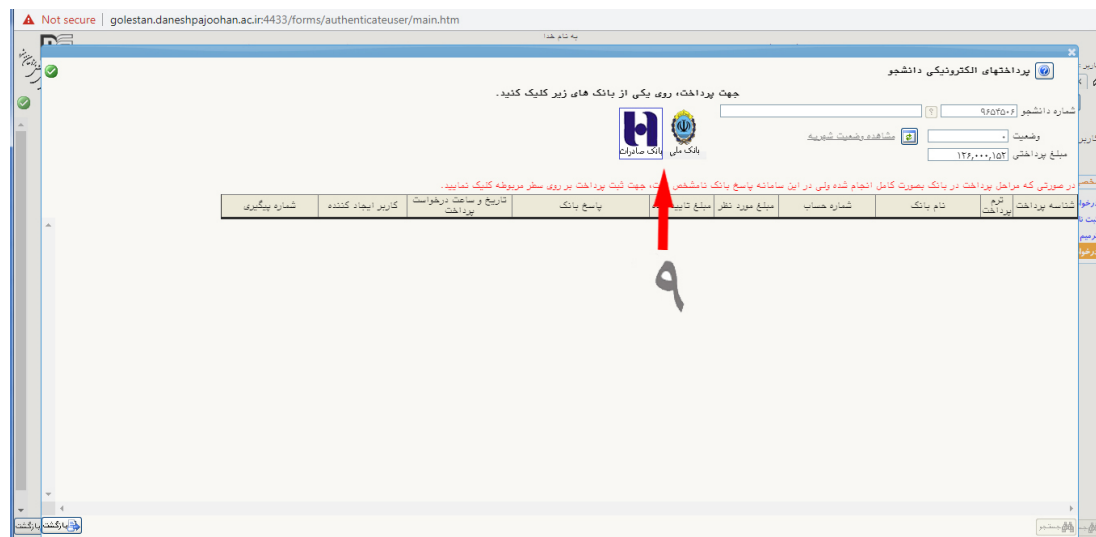 Not secure | golestan.daneshpajoohan.ac.ir:4433/forms/authenticateuser/main.htm
به نام خدا
پرداختهای الکترونیکی دانشجو
جهت پرداخت، روی یکی از بانک های زیر کلیک کنید.
شماره دانشجو ۹۶۵۴۵۰۶ ؟
بانک ملی
بانک صادرات
وضعیت ۰ مشاهده وضعیت شهریه
مبلغ پرداختی ۱۲۶,۰۰۰,۱۵۲
در صورتی که مراحل پرداخت در بانک بصورت کامل انجام شده ولی در این سامانه پاسخ بانک نامشخص جهت ثبت پرداخت بر روی سطر مربوطه کلیک نمایید.
شناسه پرداخت ترم پرداخت نام بانک شماره حساب مبلغ مورد نظر مبلغ پاسخ بانک تاریخ و ساعت درخواست پرداخت کاربر ایجاد کننده شماره پیگیری
۹
جستجو
بازگشت
بازگشت